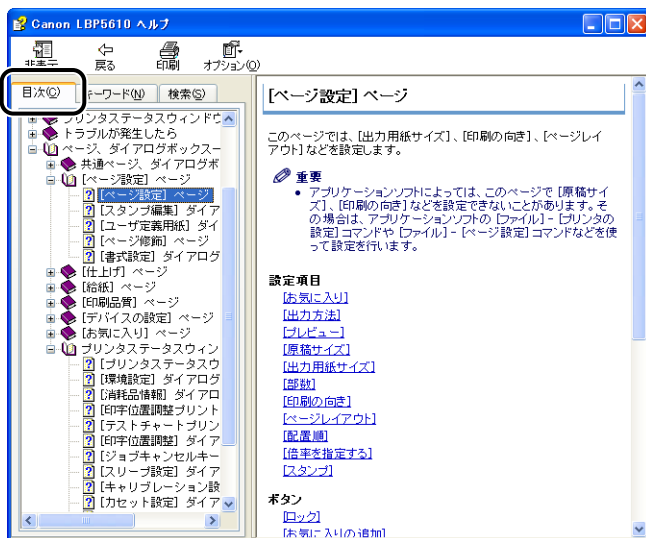 Canon LBP5610 ヘルプ
非表示 戻る 印刷 オプション(O)
目次(C) キーワード(N) 検索(S)
プリンタステータスウィンドウ
トラブルが発生したら
ページ、ダイアログボックス一
共通ページ、ダイアログボ
[ページ設定] ページ
[ページ設定] ページ
[スタンプ編集] ダイア
[ユーザ定義用紙] ダイ
[ページ修飾] ページ
[書式設定] ダイアログ
[仕上げ] ページ
[給紙] ページ
[印刷品質] ページ
[デバイスの設定] ページ
[お気に入り] ページ
プリンタステータスウィン
[プリンタステータスウ
[環境設定] ダイアログ
[消耗品情報] ダイアロ
[印字位置調整プリント
[テストチャートプリン
[印字位置調整] ダイア
[ジョブキャンセルキー
[スリープ設定] ダイア
[キャリブレーション設
[カセット設定] ダイア
[ページ設定] ページ
このページでは、[出力用紙サイズ]、[印刷の向き]、[ページレイ
アウト]などを設定します。
重要
• アプリケーションソフトによっては、このページで [原稿サイ
ズ]、[印刷の向き]などを設定できないことがあります。そ
の場合は、アプリケーションソフトの [ファイル] - [プリンタの
設定] コマンドや [ファイル] - [ページ設定] コマンドなどを使
って設定を行います。
設定項目
[お気に入り]
[出力方法]
[プレビュー]
[原稿サイズ]
[出力用紙サイズ]
[部数]
[印刷の向き]
[ページレイアウト]
[配置順]
[倍率を指定する]
[スタンプ]
ボタン
[ロック]
[お気に入りの追加]